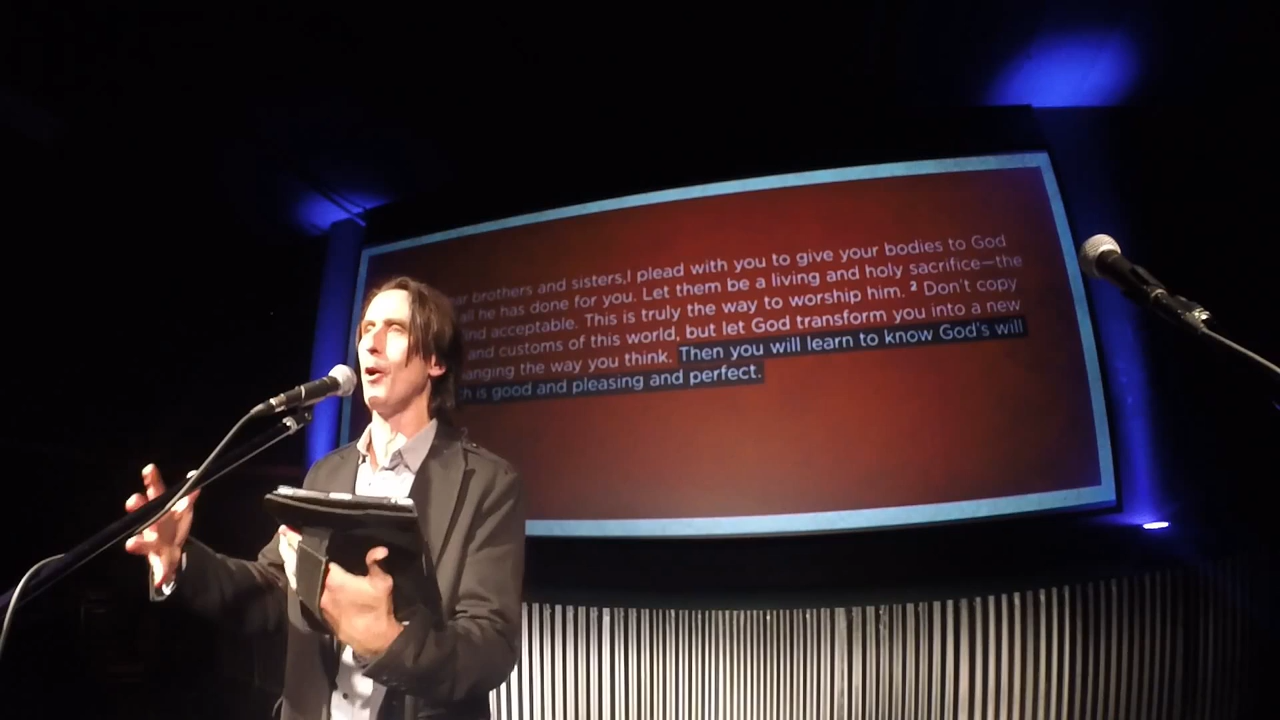 brothers and sisters,I plead with you to give your bodies to God
all he has done for you. Let them be a living and holy sacrifice—the
acceptable. This is truly the way to worship him. ² Don't copy
and customs of this world, but let God transform you into a new
the way you think. Then you will learn to know God's will
is good and pleasing and perfect.